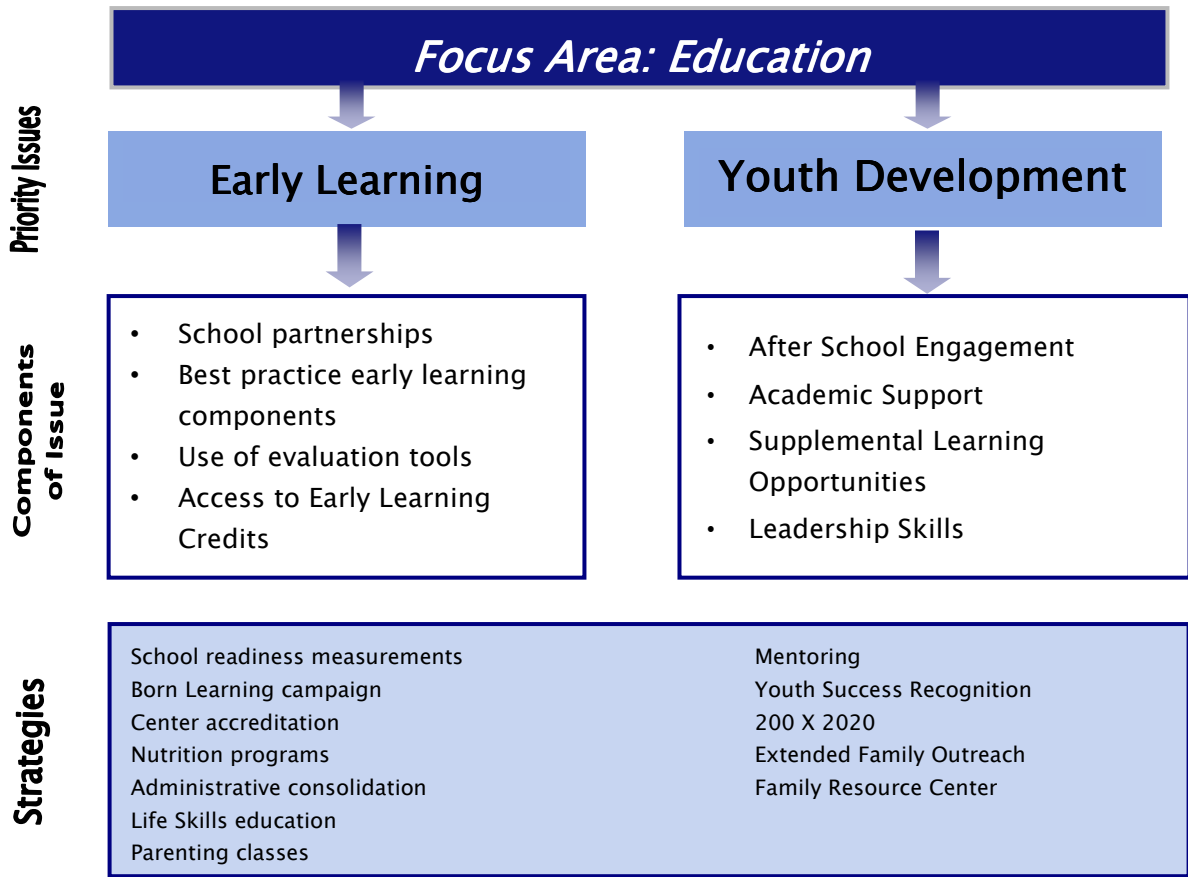 Focus Area: Education
Priority Issues
Early Learning
Youth Development
Components
of Issue
• School partnerships
• Best practice early learning
components
• Use of evaluation tools
• Access to Early Learning
Credits
• After School Engagement
• Academic Support
• Supplemental Learning
Opportunities
• Leadership Skills
Strategies
School readiness measurements
Born Learning campaign
Center accreditation
Nutrition programs
Administrative consolidation
Life Skills education
Parenting classes
Mentoring
Youth Success Recognition
200 X 2020
Extended Family Outreach
Family Resource Center